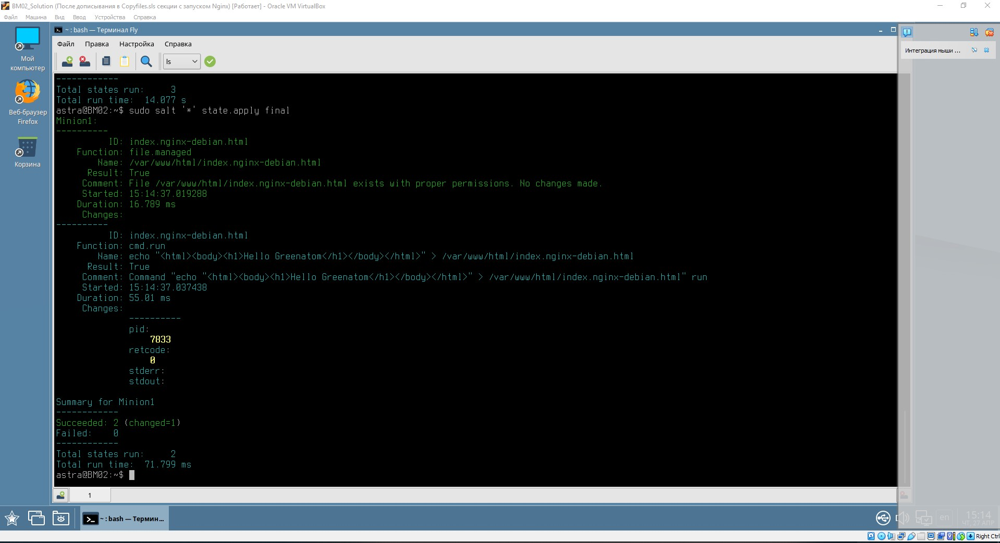 BM02_Solution (После дописывания в Copyfiles.sls секции с запуском Nginx) [Работает] - Oracle VM VirtualBox
Файл Машина Вид Ввод Устройства Справка
~ : bash — Терминал Fly
Файл Правка Настройка Справка
ls
Интеграция мыши ...
Мой компьютер
Веб-браузер Firefox
Корзина
------------
Total states run:     3
Total run time:  14.077 s
astra@BM02:~$ sudo salt '*' state.apply final
Minion1:
----------
          ID: index.nginx-debian.html
    Function: file.managed
        Name: /var/www/html/index.nginx-debian.html
      Result: True
     Comment: File /var/www/html/index.nginx-debian.html exists with proper permissions. No changes made.
     Started: 15:14:37.019288
    Duration: 16.789 ms
     Changes:
----------
          ID: index.nginx-debian.html
    Function: cmd.run
        Name: echo "<html><body><h1>Hello Greenatom</h1></body></html>" > /var/www/html/index.nginx-debian.html
      Result: True
     Comment: Command "echo "<html><body><h1>Hello Greenatom</h1></body></html>" > /var/www/html/index.nginx-debian.html" run
     Started: 15:14:37.037438
    Duration: 55.01 ms
     Changes:
              ----------
              pid:
                  7833
              retcode:
                  0
              stderr:
              stdout:
Summary for Minion1
------------
Succeeded: 2 (changed=1)
Failed:    0
------------
Total states run:     2
Total run time:  71.799 ms
astra@BM02:~$
1
~ : bash — Термин...
en
15:14
ЧТ, 27 АПР
Right Ctrl